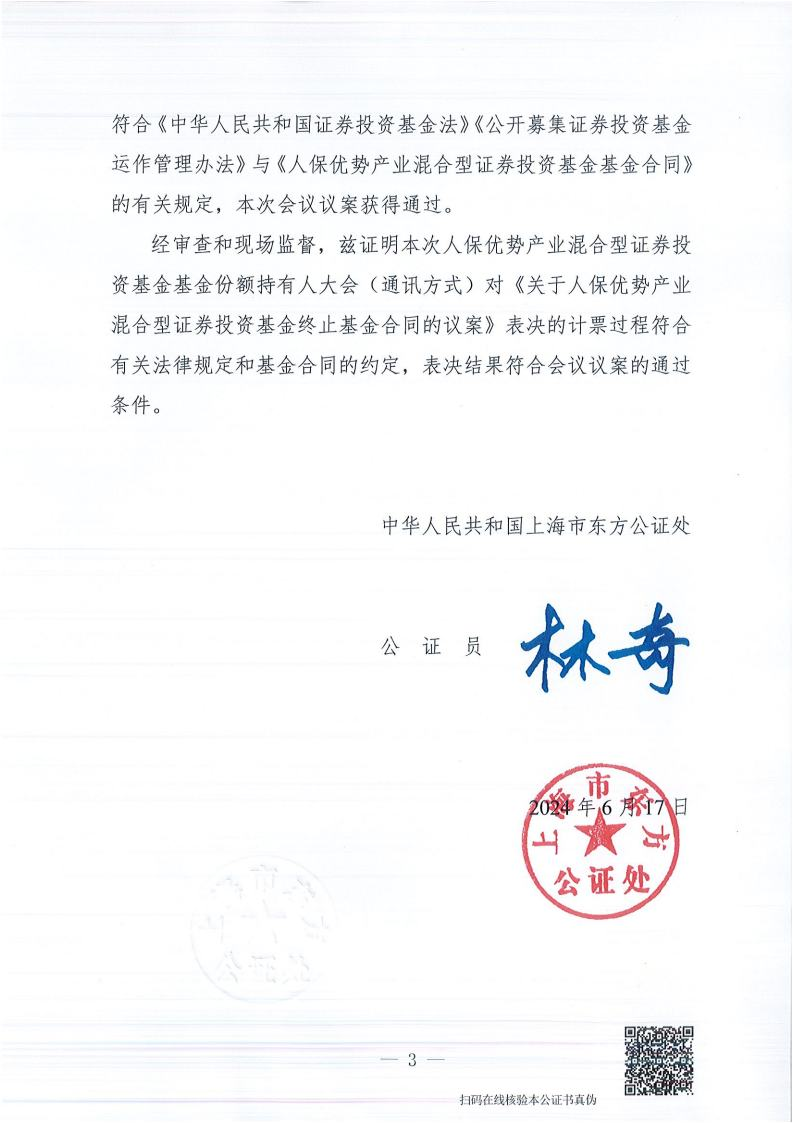 符合《中华人民共和国证券投资基金法》《公开募集证券投资基金
运作管理办法》与《人保优势产业混合型证券投资基金基金合同》
的有关规定，本次会议议案获得通过。
经审查和现场监督，兹证明本次人保优势产业混合型证券投
资基金基金份额持有人大会（通讯方式）对《关于人保优势产业
混合型证券投资基金终止基金合同的议案》表决的计票过程符合
有关法律规定和基金合同的约定，表决结果符合会议议案的通过
条件。
中华人民共和国上海市东方公证处
公 证 员 林奇
2024 年 6 月 17 日
上海市东方
公证处
— 3 —
扫码在线核验本公证书真伪